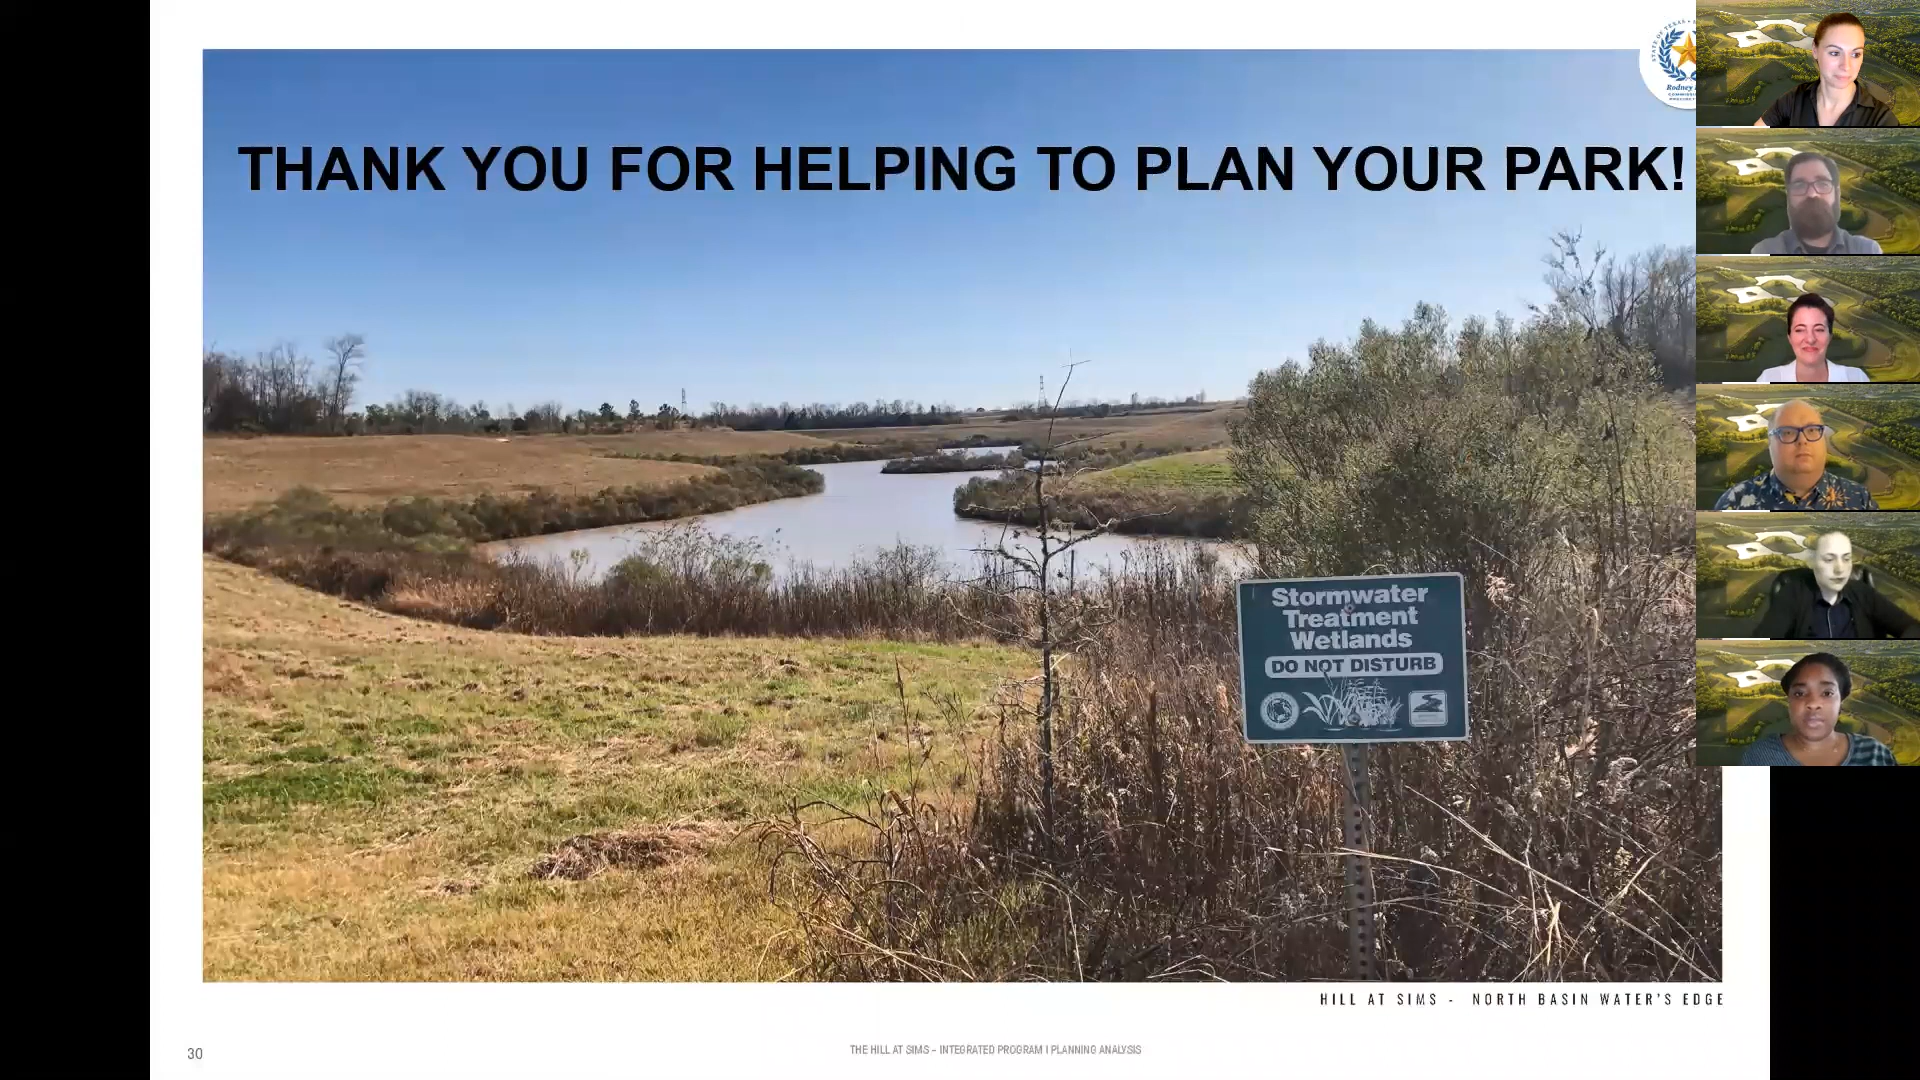 THANK YOU FOR HELPING TO PLAN YOUR PARK!
Rodney
Stormwater
Treatment
Wetlands
DO NOT DISTURB
HILL AT SIMS - NORTH BASIN WATER'S EDGE
30
THE HILL AT SIMS – INTEGRATED PROGRAM I PLANNING ANALYSIS